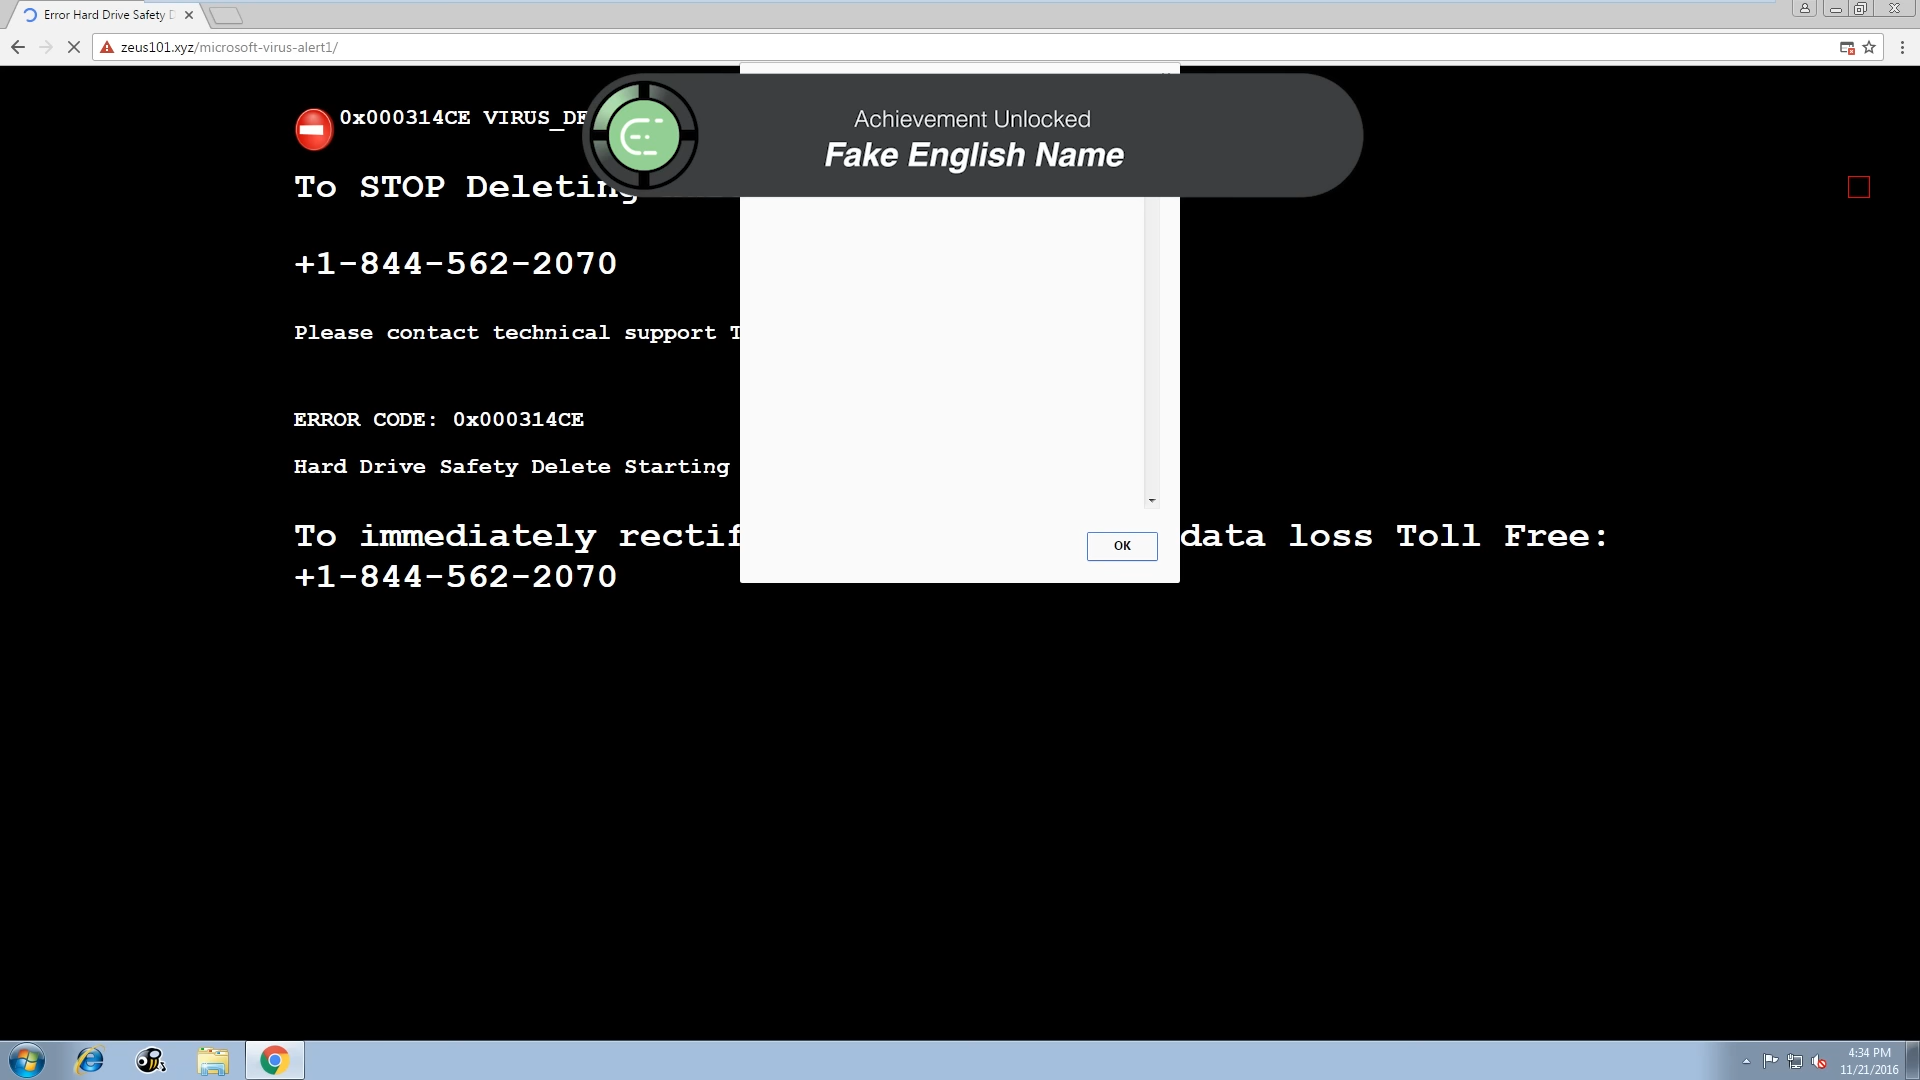 Error Hard Drive Safety D
zeus101.xyz/microsoft-virus-alert1/
Achievement Unlocked
Fake English Name
0x000314CE VIRUS_DE
To STOP Deleting
+1-844-562-2070
Please contact technical support T
ERROR CODE: 0x000314CE
Hard Drive Safety Delete Starting
To immediately rectif data loss Toll Free:
+1-844-562-2070
OK
4:34 PM
11/21/2016